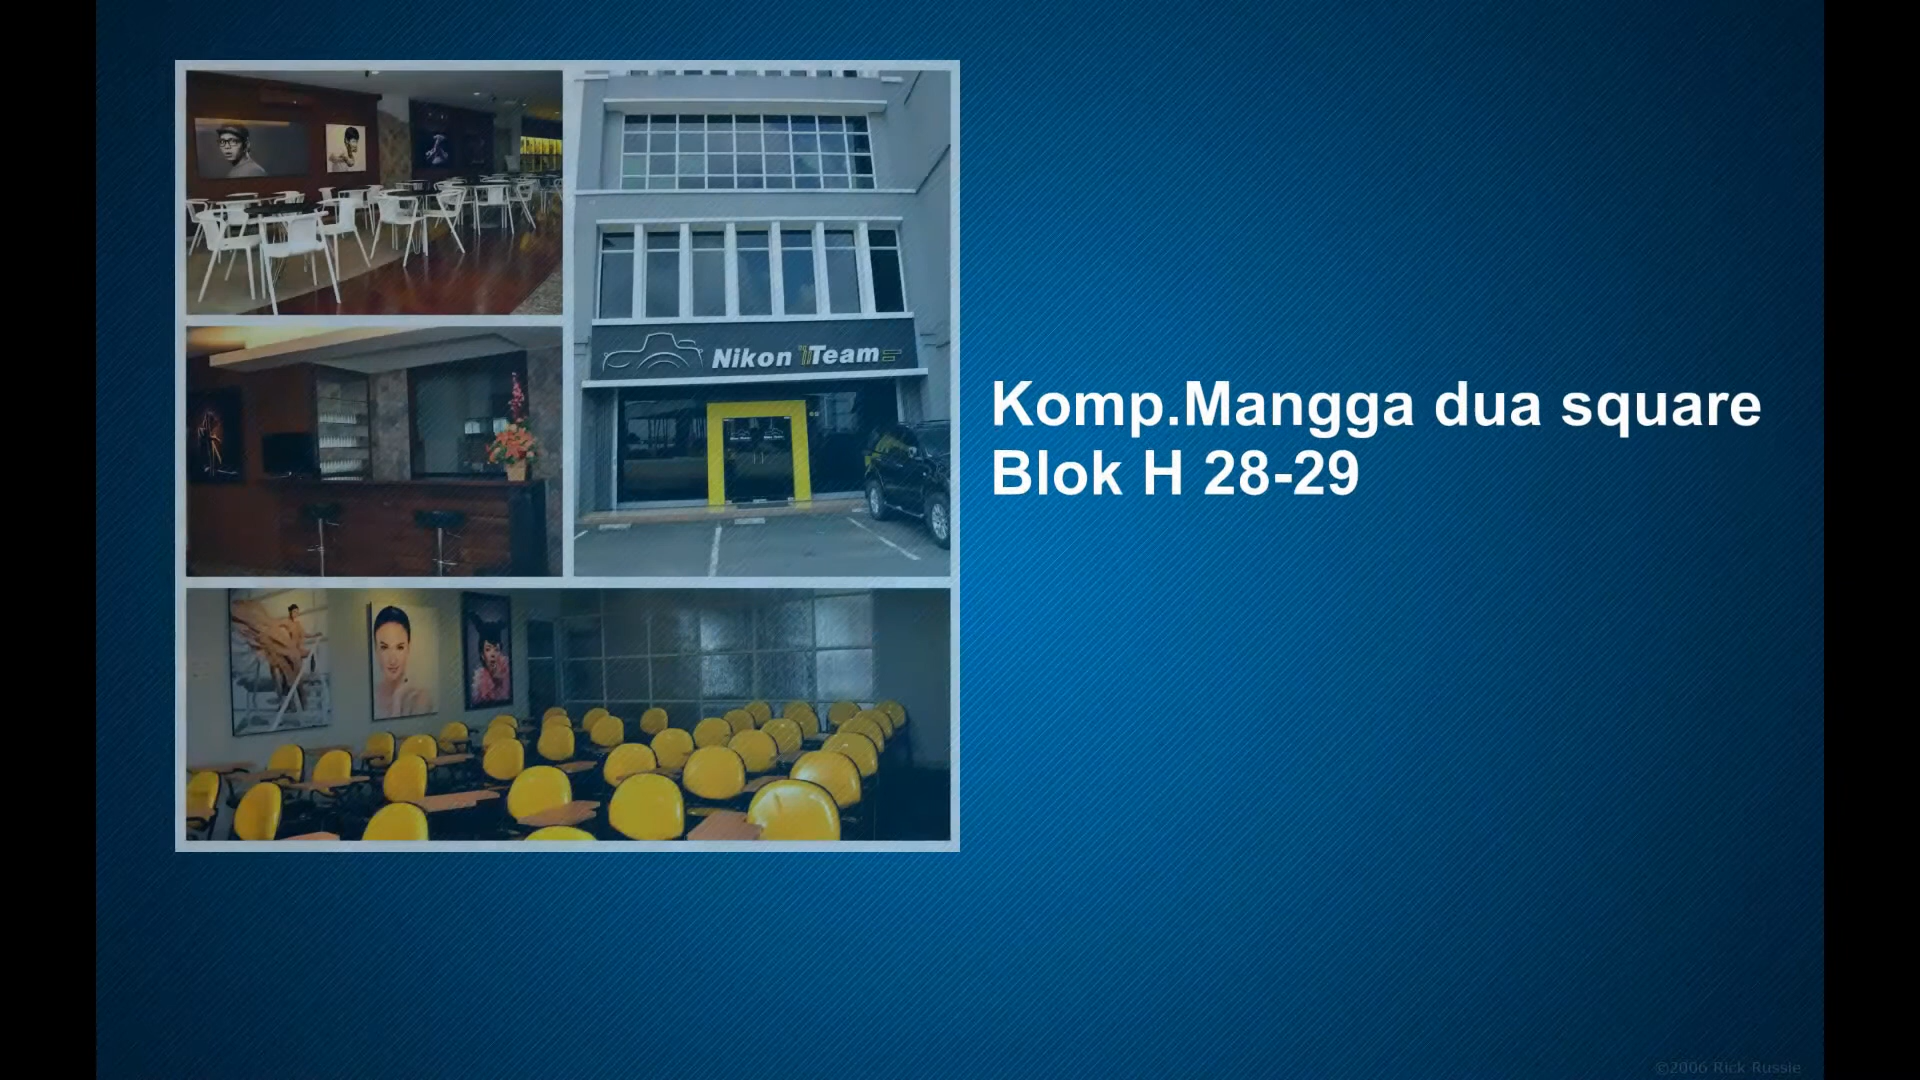 Nikon Team
Komp.Mangga dua square
Blok H 28-29
©2006 Rick Russie